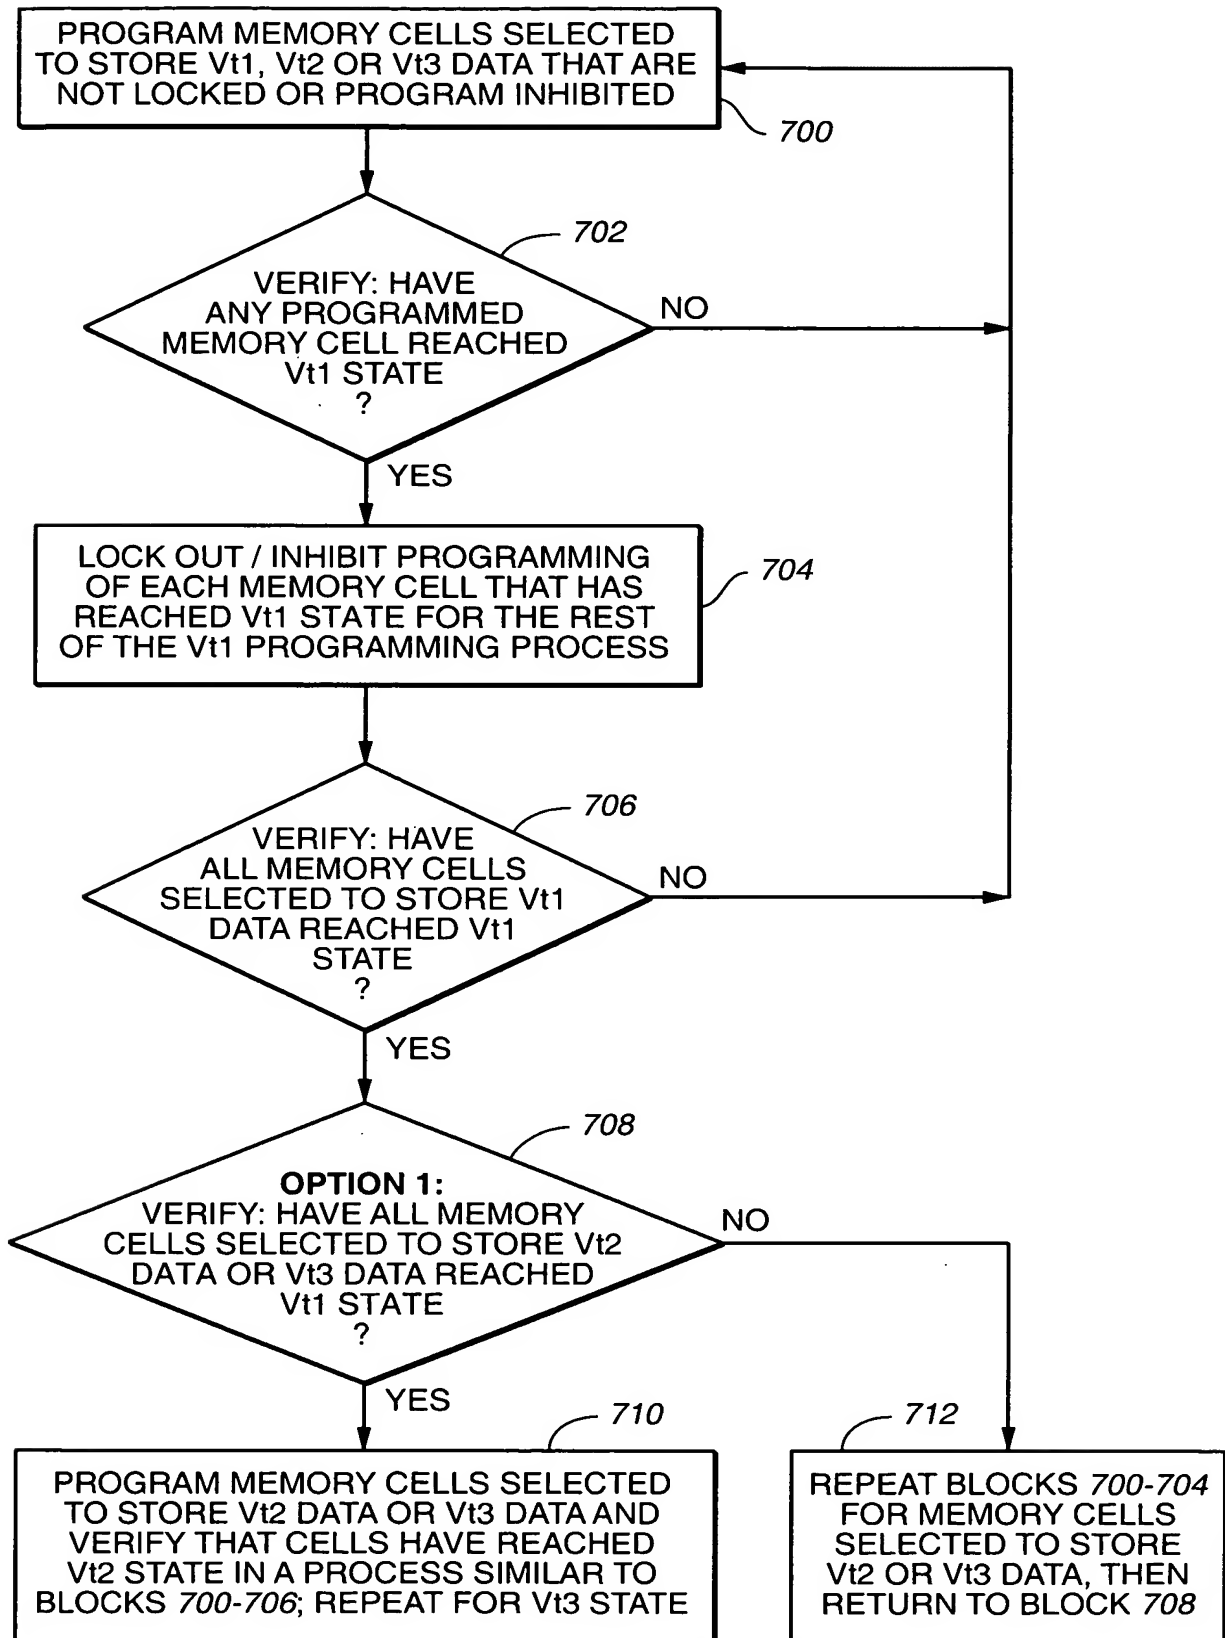 PROGRAM MEMORY CELLS SELECTED
TO STORE Vt1, Vt2 OR Vt3 DATA THAT ARE
NOT LOCKED OR PROGRAM INHIBITED
700
702
VERIFY: HAVE
ANY PROGRAMMED
MEMORY CELL REACHED
Vt1 STATE
?
NO
YES
LOCK OUT / INHIBIT PROGRAMMING
OF EACH MEMORY CELL THAT HAS
REACHED Vt1 STATE FOR THE REST
OF THE Vt1 PROGRAMMING PROCESS
704
706
VERIFY: HAVE
ALL MEMORY CELLS
SELECTED TO STORE Vt1
DATA REACHED Vt1
STATE
?
NO
YES
708
OPTION 1:
VERIFY: HAVE ALL MEMORY
CELLS SELECTED TO STORE Vt2
DATA OR Vt3 DATA REACHED
Vt1 STATE
?
NO
YES
710
PROGRAM MEMORY CELLS SELECTED
TO STORE Vt2 DATA OR Vt3 DATA AND
VERIFY THAT CELLS HAVE REACHED
Vt2 STATE IN A PROCESS SIMILAR TO
BLOCKS 700-706; REPEAT FOR Vt3 STATE
712
REPEAT BLOCKS 700-704
FOR MEMORY CELLS
SELECTED TO STORE
Vt2 OR Vt3 DATA, THEN
RETURN TO BLOCK 708